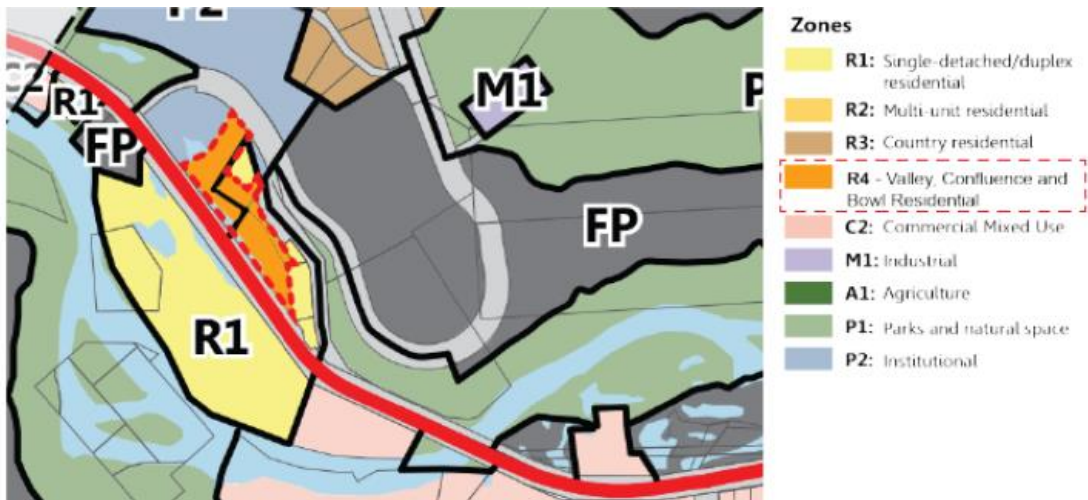 P2
C2
R1
FP
M1
P
FP
R1
Zones
R1: Single-detached/duplex
residential
R2: Multi-unit residential
R3: Country residential
R4 - Valley, Confluence and
Bowl Residential
C2: Commercial Mixed Use
M1: Industrial
A1: Agriculture
P1: Parks and natural space
P2: Institutional